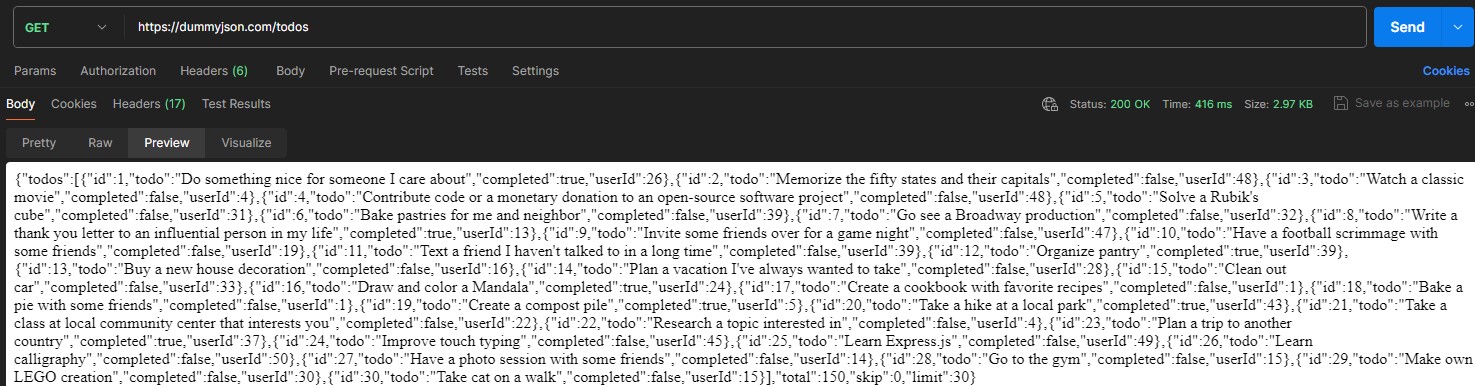 GET https://dummyjson.com/todos Send
Params Authorization Headers (6) Body Pre-request Script Tests Settings Cookies
Body Cookies Headers (17) Test Results Status: 200 OK Time: 416 ms Size: 2.97 KB Save as example
Pretty Raw Preview Visualize
{"todos":[{"id":1,"todo":"Do something nice for someone I care about","completed":true,"userId":26},{"id":2,"todo":"Memorize the fifty states and their capitals","completed":false,"userId":48},{"id":3,"todo":"Watch a classic
movie","completed":false,"userId":4},{"id":4,"todo":"Contribute code or a monetary donation to an open-source software project","completed":false,"userId":48},{"id":5,"todo":"Solve a Rubik's
cube","completed":false,"userId":31},{"id":6,"todo":"Bake pastries for me and neighbor","completed":false,"userId":39},{"id":7,"todo":"Go see a Broadway production","completed":false,"userId":32},{"id":8,"todo":"Write a
thank you letter to an influential person in my life","completed":true,"userId":13},{"id":9,"todo":"Invite some friends over for a game night","completed":false,"userId":47},{"id":10,"todo":"Have a football scrimmage with
some friends","completed":false,"userId":19},{"id":11,"todo":"Text a friend I haven't talked to in a long time","completed":false,"userId":39},{"id":12,"todo":"Organize pantry","completed":true,"userId":39},
{"id":13,"todo":"Buy a new house decoration","completed":false,"userId":16},{"id":14,"todo":"Plan a vacation I've always wanted to take","completed":false,"userId":28},{"id":15,"todo":"Clean out
car","completed":false,"userId":33},{"id":16,"todo":"Draw and color a Mandala","completed":true,"userId":24},{"id":17,"todo":"Create a cookbook with favorite recipes","completed":false,"userId":1},{"id":18,"todo":"Bake a
pie with some friends","completed":false,"userId":1},{"id":19,"todo":"Create a compost pile","completed":true,"userId":5},{"id":20,"todo":"Take a hike at a local park","completed":true,"userId":43},{"id":21,"todo":"Take a
class at local community center that interests you","completed":false,"userId":22},{"id":22,"todo":"Research a topic interested in","completed":false,"userId":4},{"id":23,"todo":"Plan a trip to another
country","completed":true,"userId":37},{"id":24,"todo":"Improve touch typing","completed":false,"userId":45},{"id":25,"todo":"Learn Express.js","completed":false,"userId":49},{"id":26,"todo":"Learn
calligraphy","completed":false,"userId":50},{"id":27,"todo":"Have a photo session with some friends","completed":false,"userId":14},{"id":28,"todo":"Go to the gym","completed":false,"userId":15},{"id":29,"todo":"Make own
LEGO creation","completed":false,"userId":30},{"id":30,"todo":"Take cat on a walk","completed":false,"userId":15}],"total":150,"skip":0,"limit":30}